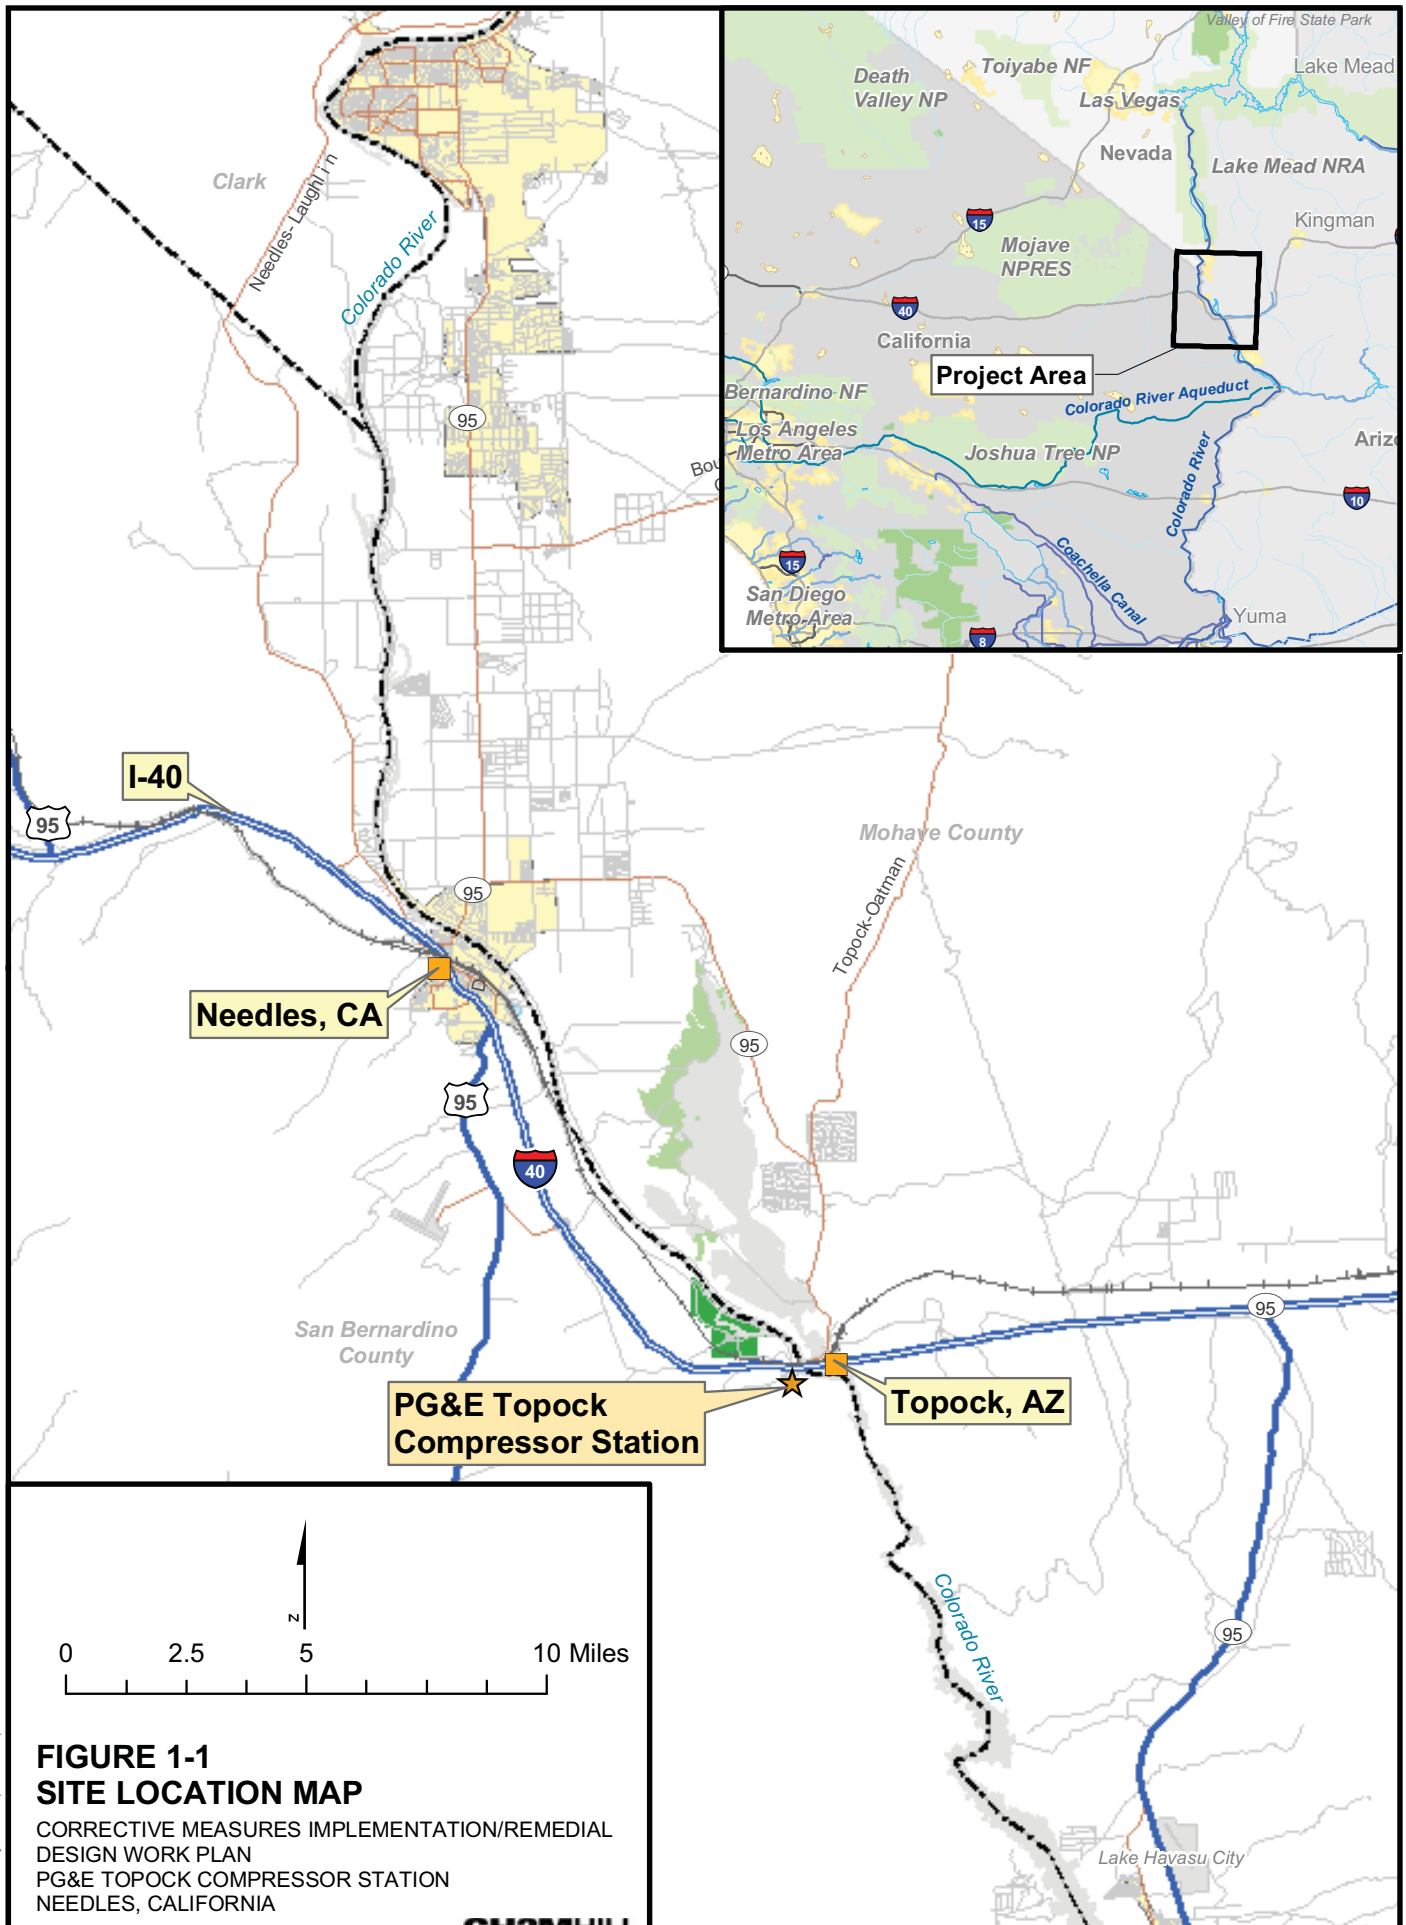 Valley of Fire State Park
Toiyabe NF
Lake Mead
Death
Valley NP
Las Vegas
Nevada
Lake Mead NRA
Kingman
15
Mojave
NPRES
40
California
Project Area
Bernardino NF
Colorado River Aqueduct
Los Angeles
Metro Area
Joshua Tree NP
Colorado River
10
15
Coachella Canal
San Diego
Metro Area
8
Yuma
Clark
Needles- Laughl i n
Colorado River
95
I-40
95
Mohave County
95
Topock-Oatman
Needles, CA
95
95
40
San Bernardino
County
95
PG&E Topock
Compressor Station
Topock, AZ
Colorado River
95
Lake Havasu City
z
0 2.5 5 10 Miles
FIGURE 1-1
SITE LOCATION MAP
CORRECTIVE MEASURES IMPLEMENTATION/REMEDIAL
DESIGN WORK PLAN
PG&E TOPOCK COMPRESSOR STATION
NEEDLES, CALIFORNIA